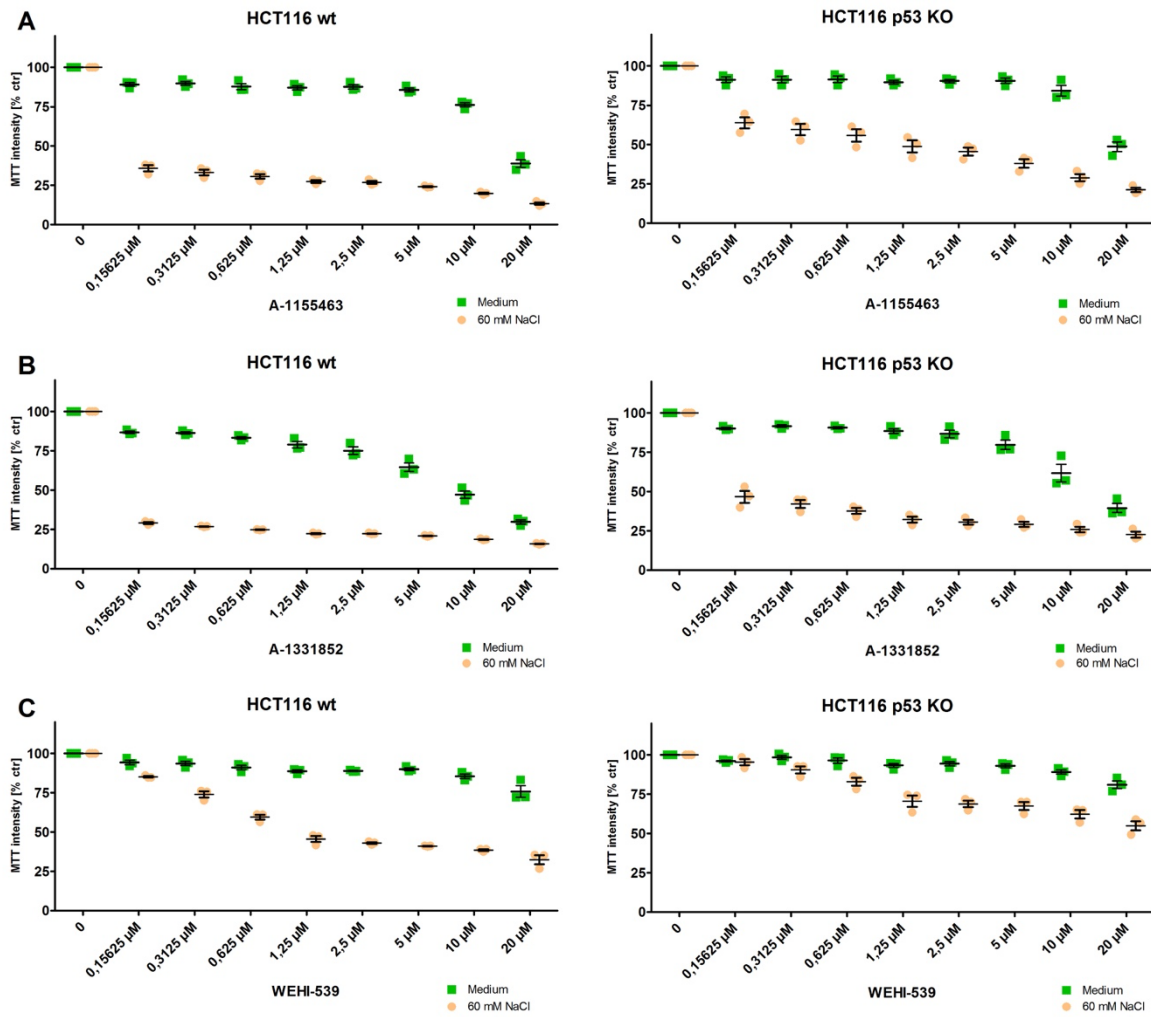 A
HCT116 wt
MTT intensity [% ctr]
100
75
50
25
0
0
0,15625 µM
0,3125 µM
0,625 µM
1,25 µM
2,5 µM
5 µM
10 µM
20 µM
A-1155463
Medium
60 mM NaCl
HCT116 p53 KO
MTT intensity [% ctr]
100
75
50
25
0
0
0,15625 µM
0,3125 µM
0,625 µM
1,25 µM
2,5 µM
5 µM
10 µM
20 µM
A-1155463
Medium
60 mM NaCl
B
HCT116 wt
MTT intensity [% ctr]
100
75
50
25
0
0
0,15625 µM
0,3125 µM
0,625 µM
1,25 µM
2,5 µM
5 µM
10 µM
20 µM
A-1331852
Medium
60 mM NaCl
HCT116 p53 KO
MTT intensity [% ctr]
100
75
50
25
0
0
0,15625 µM
0,3125 µM
0,625 µM
1,25 µM
2,5 µM
5 µM
10 µM
20 µM
A-1331852
Medium
60 mM NaCl
C
HCT116 wt
MTT intensity [% ctr]
100
75
50
25
0
0
0,15625 µM
0,3125 µM
0,625 µM
1,25 µM
2,5 µM
5 µM
10 µM
20 µM
WEHI-539
Medium
60 mM NaCl
HCT116 p53 KO
MTT intensity [% ctr]
100
75
50
25
0
0
0,15625 µM
0,3125 µM
0,625 µM
1,25 µM
2,5 µM
5 µM
10 µM
20 µM
WEHI-539
Medium
60 mM NaCl